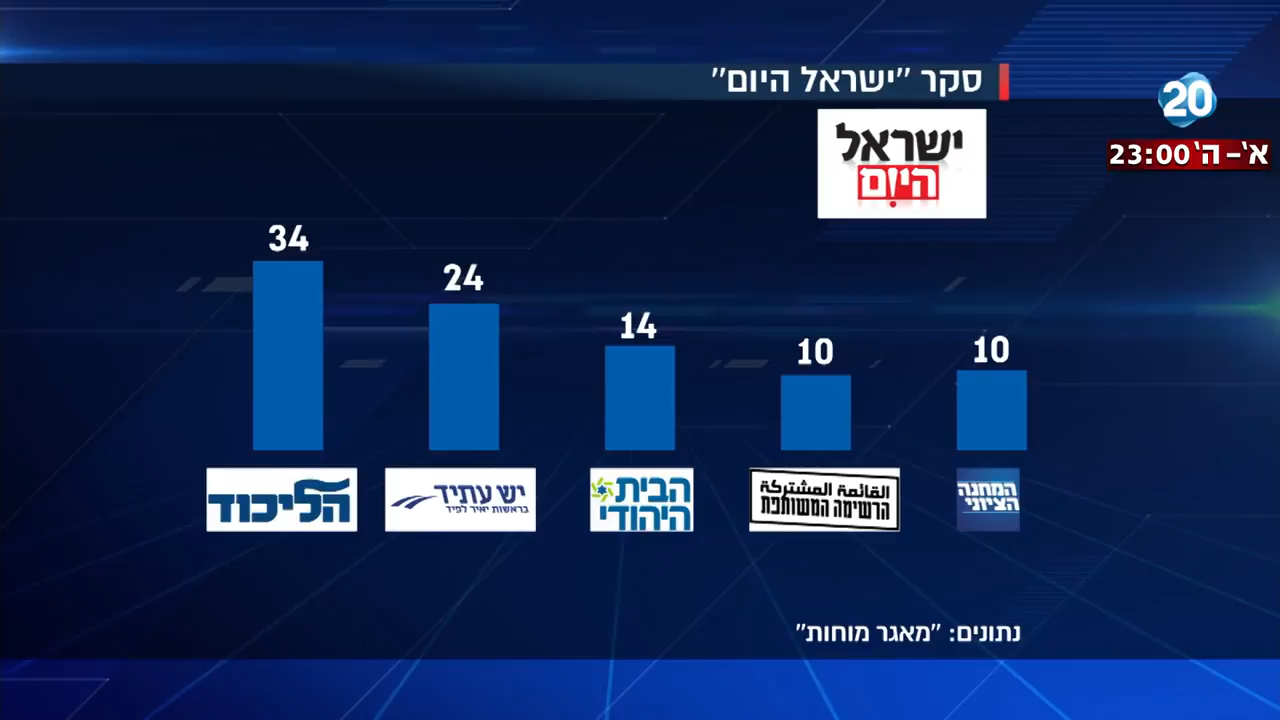 סקר "ישראל היום"
ישראל
היום
20
א'-ה' 23:00
34
24
14
10
10
הליכוד
יש עתיד
בראשות יאיר לפיד
הבית
היהודי
القائمة المشتركة
הרשימה המשותפת
המחנה
הציוני
נתונים: "מאגר מוחות"